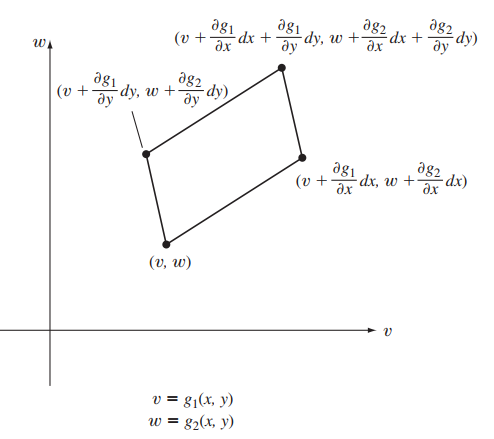 (v + ∂g₁/∂x dx + ∂g₁/∂y dy, w + ∂g₂/∂x dx + ∂g₂/∂y dy)
w
(v + ∂g₁/∂y dy, w + ∂g₂/∂y dy)
(v + ∂g₁/∂x dx, w + ∂g₂/∂x dx)
(v, w)
v
v = g₁(x, y)
w = g₂(x, y)